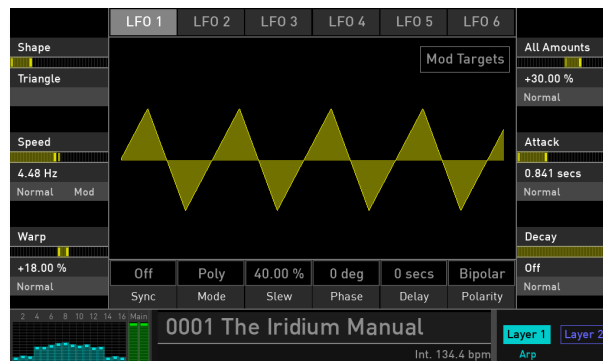 LFO 1 LFO 2 LFO 3 LFO 4 LFO 5 LFO 6
Shape
Triangle
Speed
4.48 Hz
Normal Mod
Warp
+18.00 %
Normal
Mod Targets
All Amounts
+30.00 %
Normal
Attack
0.841 secs
Normal
Decay
Off
Normal
Off Poly 40.00 % 0 deg 0 secs Bipolar
Sync Mode Slew Phase Delay Polarity
2 4 6 8 10 12 14 16 Main
0001 The Iridium Manual
Int. 134.4 bpm
Layer 1 Layer 2
Arp